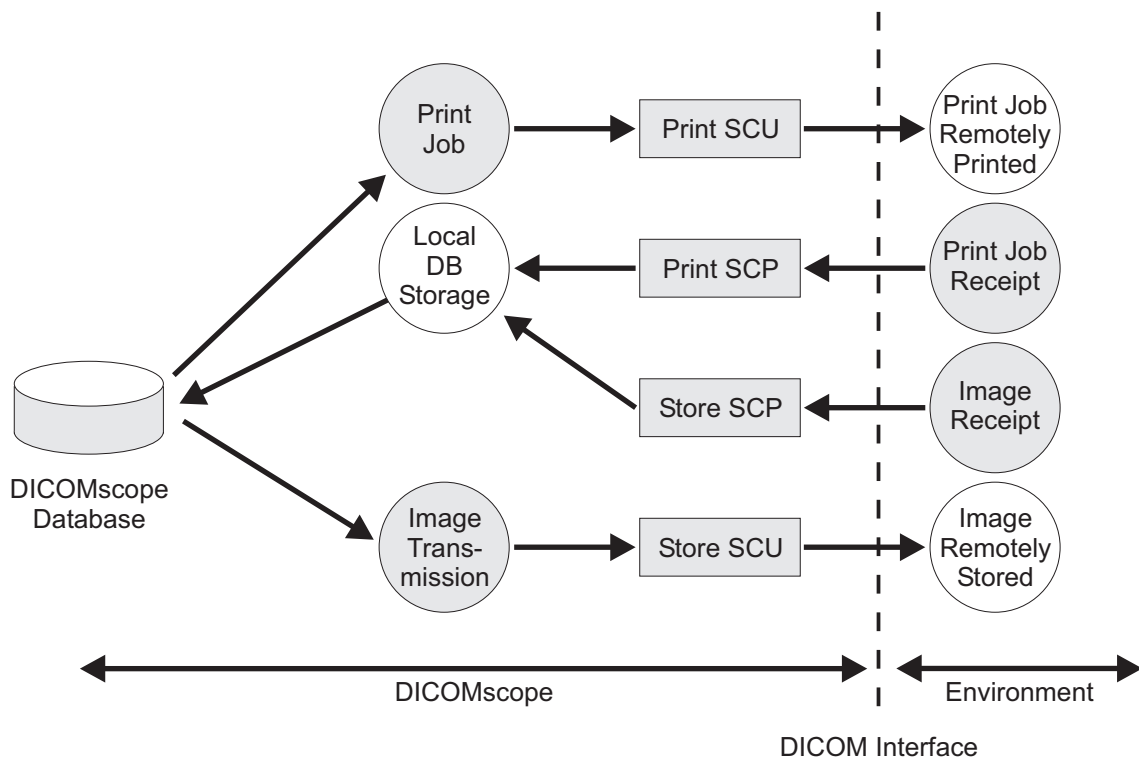 Print
Job
Print SCU
Print Job
Remotely
Printed
Local
DB
Storage
Print SCP
Print Job
Receipt
Store SCP
Image
Receipt
DICOMscope
Database
Image
Trans-
mission
Store SCU
Image
Remotely
Stored
DICOMscope
Environment
DICOM Interface